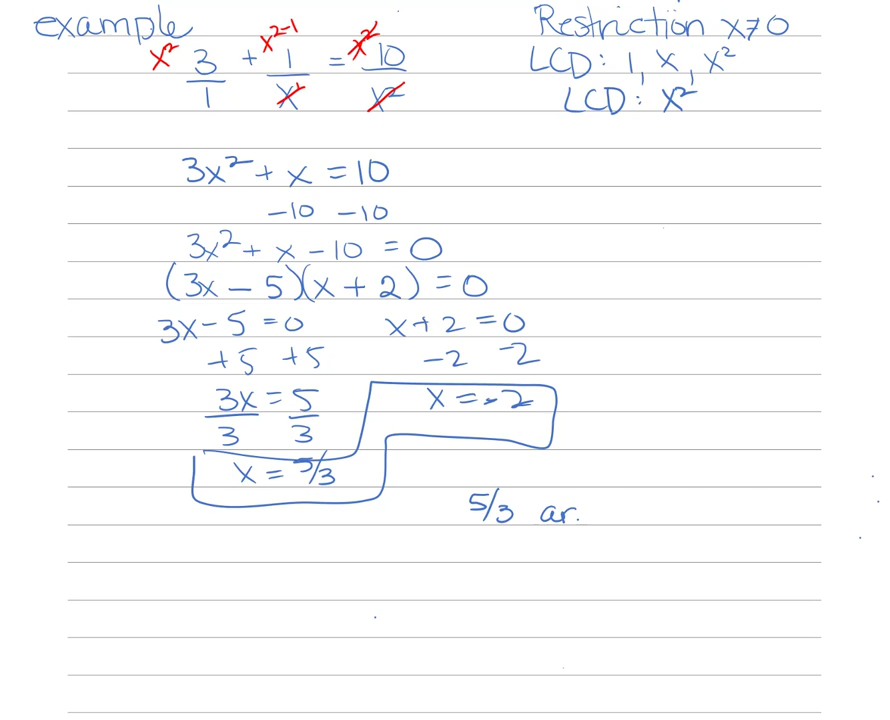 example
Restriction x≠0
x² 3/1 + x²⁻¹ 1/x¹ = x² 10/x²
LCD: 1, x, x²
LCD: x²
3x² + x = 10
-10 -10
3x² + x - 10 = 0
(3x - 5)(x + 2) = 0
3x - 5 = 0 x + 2 = 0
+5 +5 -2 -2
3x/3 = 5/3 x = -2
x = 5/3
5/3 ar.